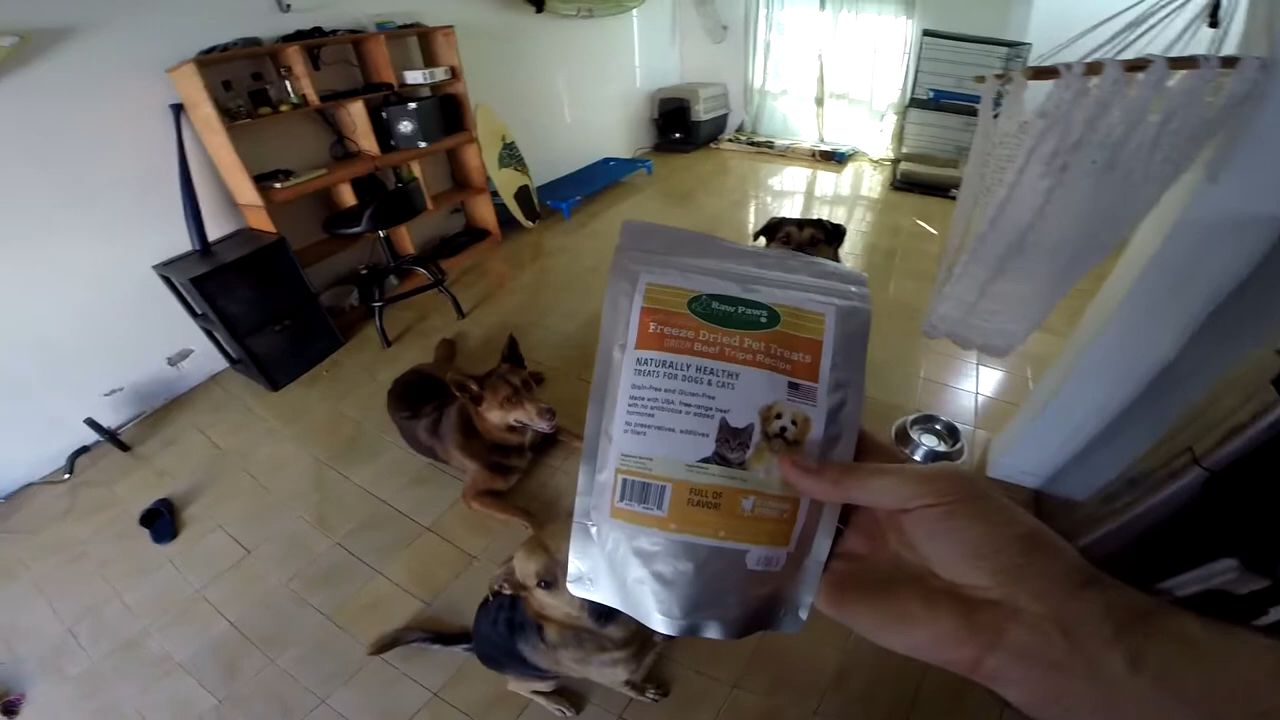 Raw Paws
PET FOOD
Freeze Dried Pet Treats
GREEN Beef Tripe Recipe
NATURALLY HEALTHY
TREATS FOR DOGS & CATS
Grain-Free and Gluten-Free
Made with USA, free-range beef
with no antibiotics or added
hormones
No preservatives, additives
or fillers
FULL OF
FLAVOR!